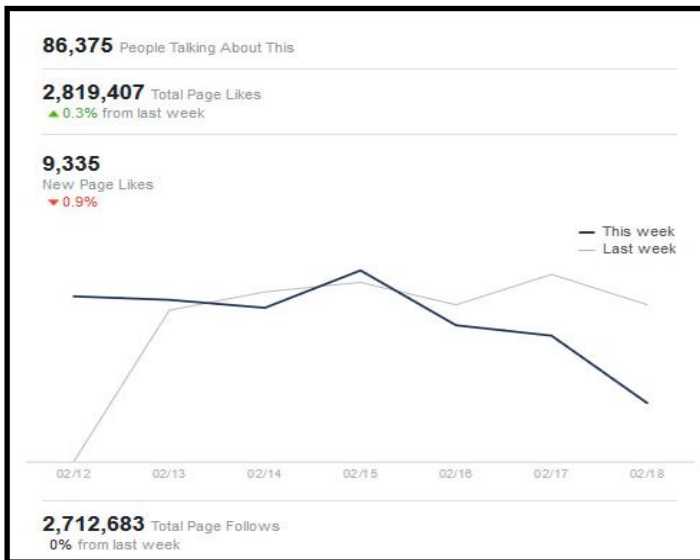 86,375 People Talking About This
2,819,407 Total Page Likes
▲ 0.3% from last week
9,335
New Page Likes
▼ 0.9%
This week
Last week
02/12 02/13 02/14 02/15 02/16 02/17 02/18
2,712,683 Total Page Follows
0% from last week